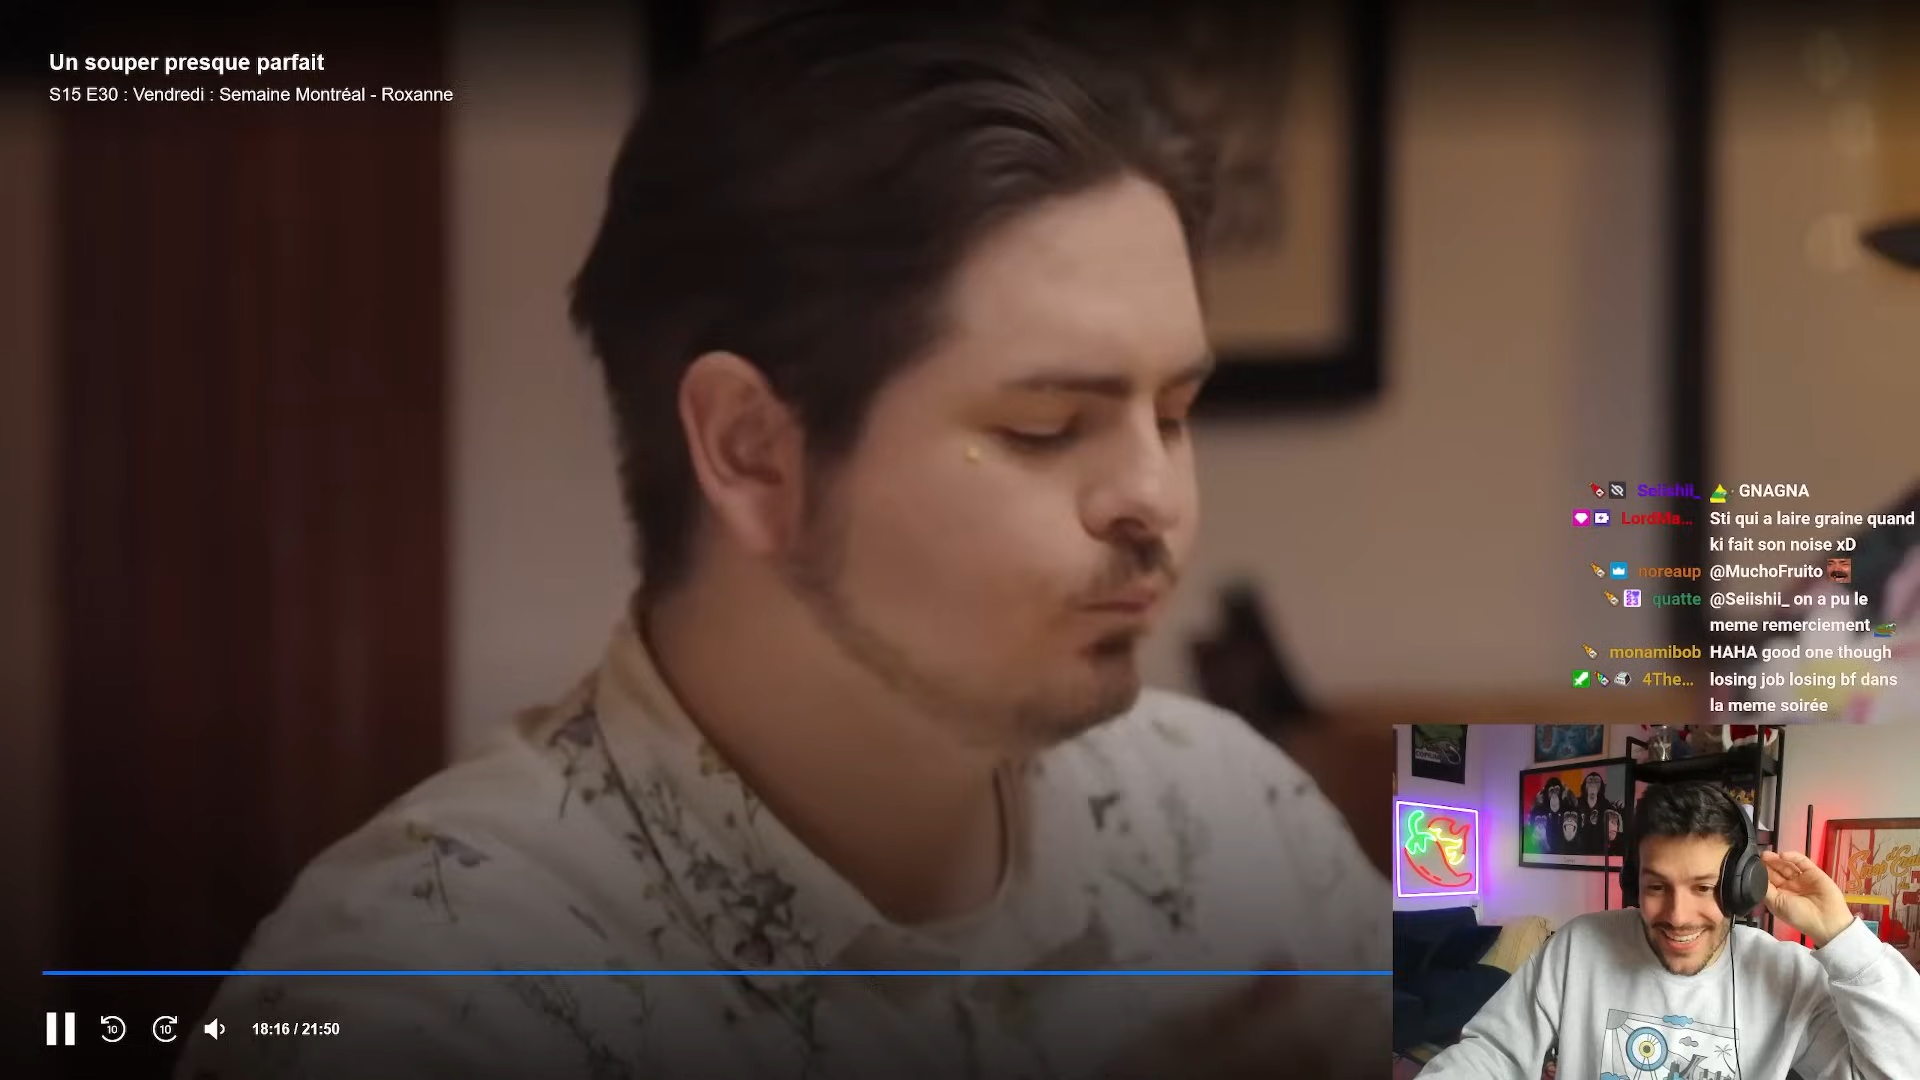 Un souper presque parfait
S15 E30 : Vendredi : Semaine Montréal - Roxanne
Seiishii_ GNAGNA
LordMa... Sti qui a laire graine quand
ki fait son noise xD
noreaup @MuchoFruito
quatte @Seiishii_ on a pu le
meme remerciement
monamibob HAHA good one though
4The... losing job losing bf dans
la meme soirée
10
10
18:16 / 21:50